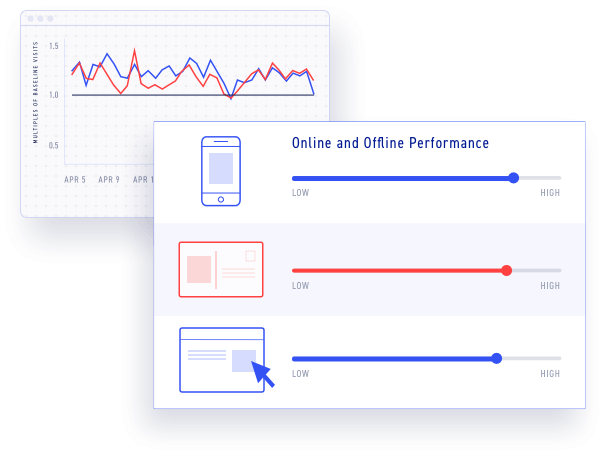 MULTIPLES OF BASELINE VISITS
1.5
1.0
0.5
APR 5 APR 9 APR 1
Online and Offline Performance
LOW HIGH
LOW HIGH
LOW HIGH